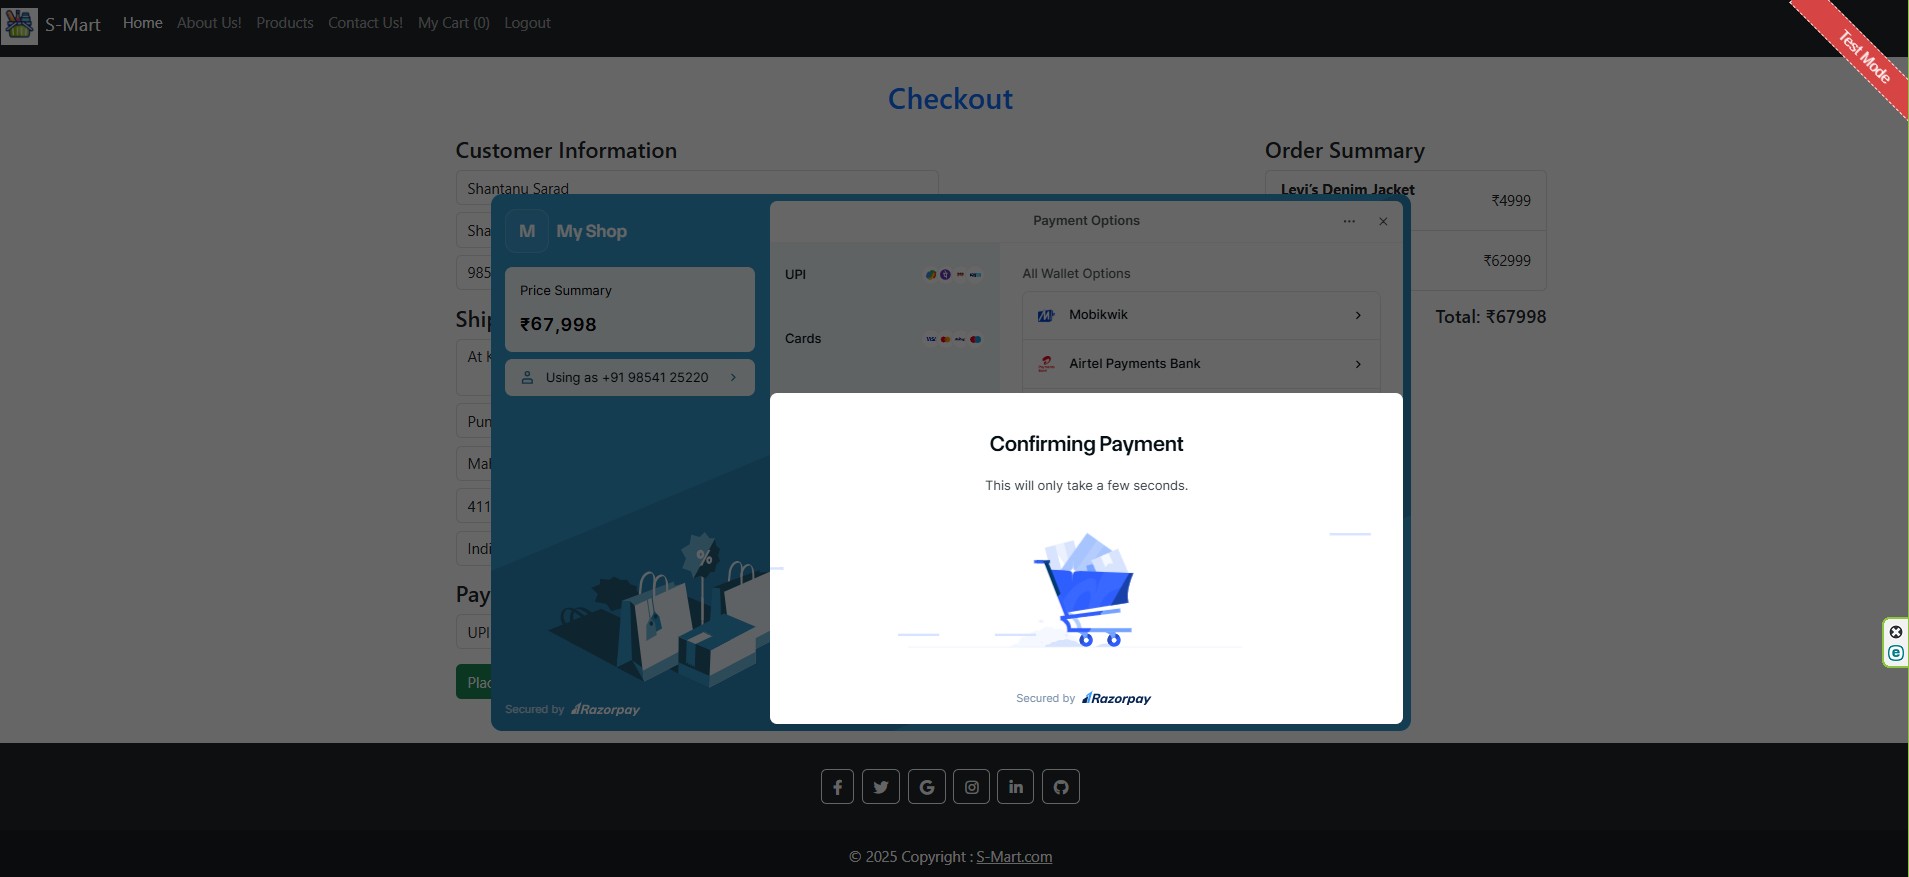 S-Mart Home About Us! Products Contact Us! My Cart (0) Logout
Test Mode
Checkout
Customer Information
Shantanu Sarad
Sha
985
Ship
At K
Pun
Mal
411
Indi
Pay
UPI
Plac
Order Summary
Levi's Denim Jacket
₹4999
₹62999
Total: ₹67998
M My Shop
Price Summary
₹67,998
Using as +91 98541 25220
%
Secured by Razorpay
Payment Options
UPI
Cards
All Wallet Options
Mobikwik
Airtel Payments Bank
Confirming Payment
This will only take a few seconds.
Secured by Razorpay
© 2025 Copyright : S-Mart.com